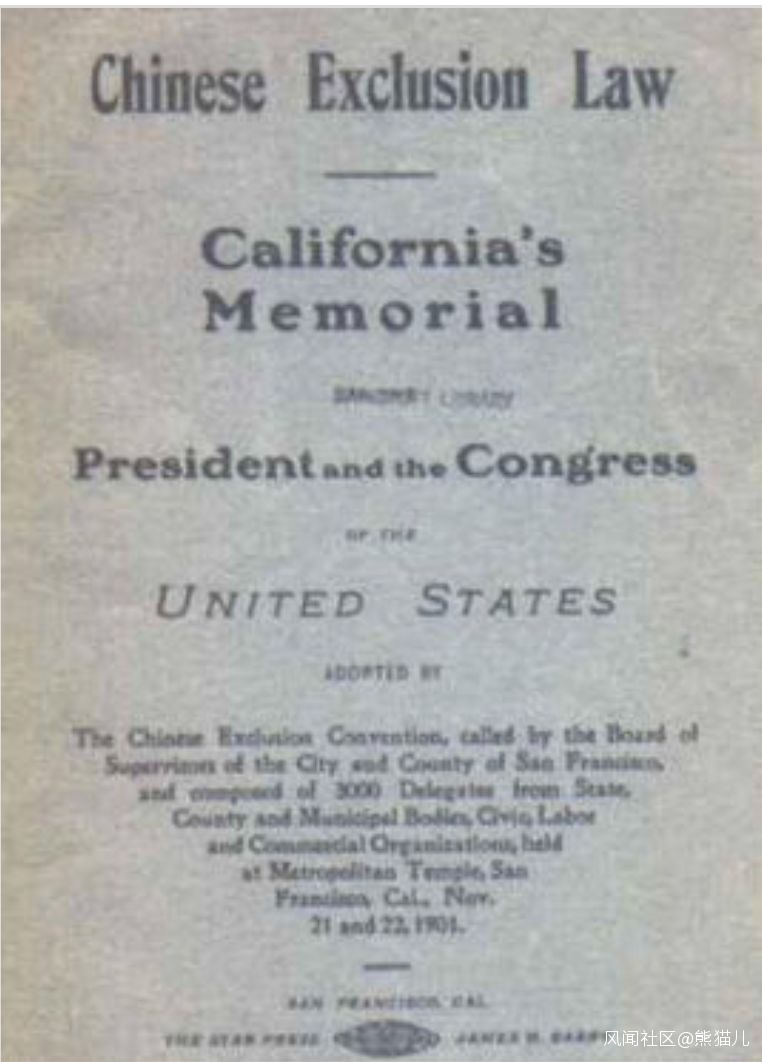 Chinese Exclusion Law
California's
Memorial
BANCROFT LIBRARY
President and the Congress
OF THE
UNITED STATES
ADOPTED BY
The Chinese Exclusion Convention, called by the Board of
Supervisors of the City and County of San Francisco,
and composed of 3000 Delegates from State,
County and Municipal Bodies, Civic, Labor
and Commercial Organizations, held
at Metropolitan Temple, San
Francisco, Cal., Nov.
21 and 22, 1901.
SAN FRANCISCO, CAL.
THE STAR PRESS JAMES H.
风闻社区@熊猫儿